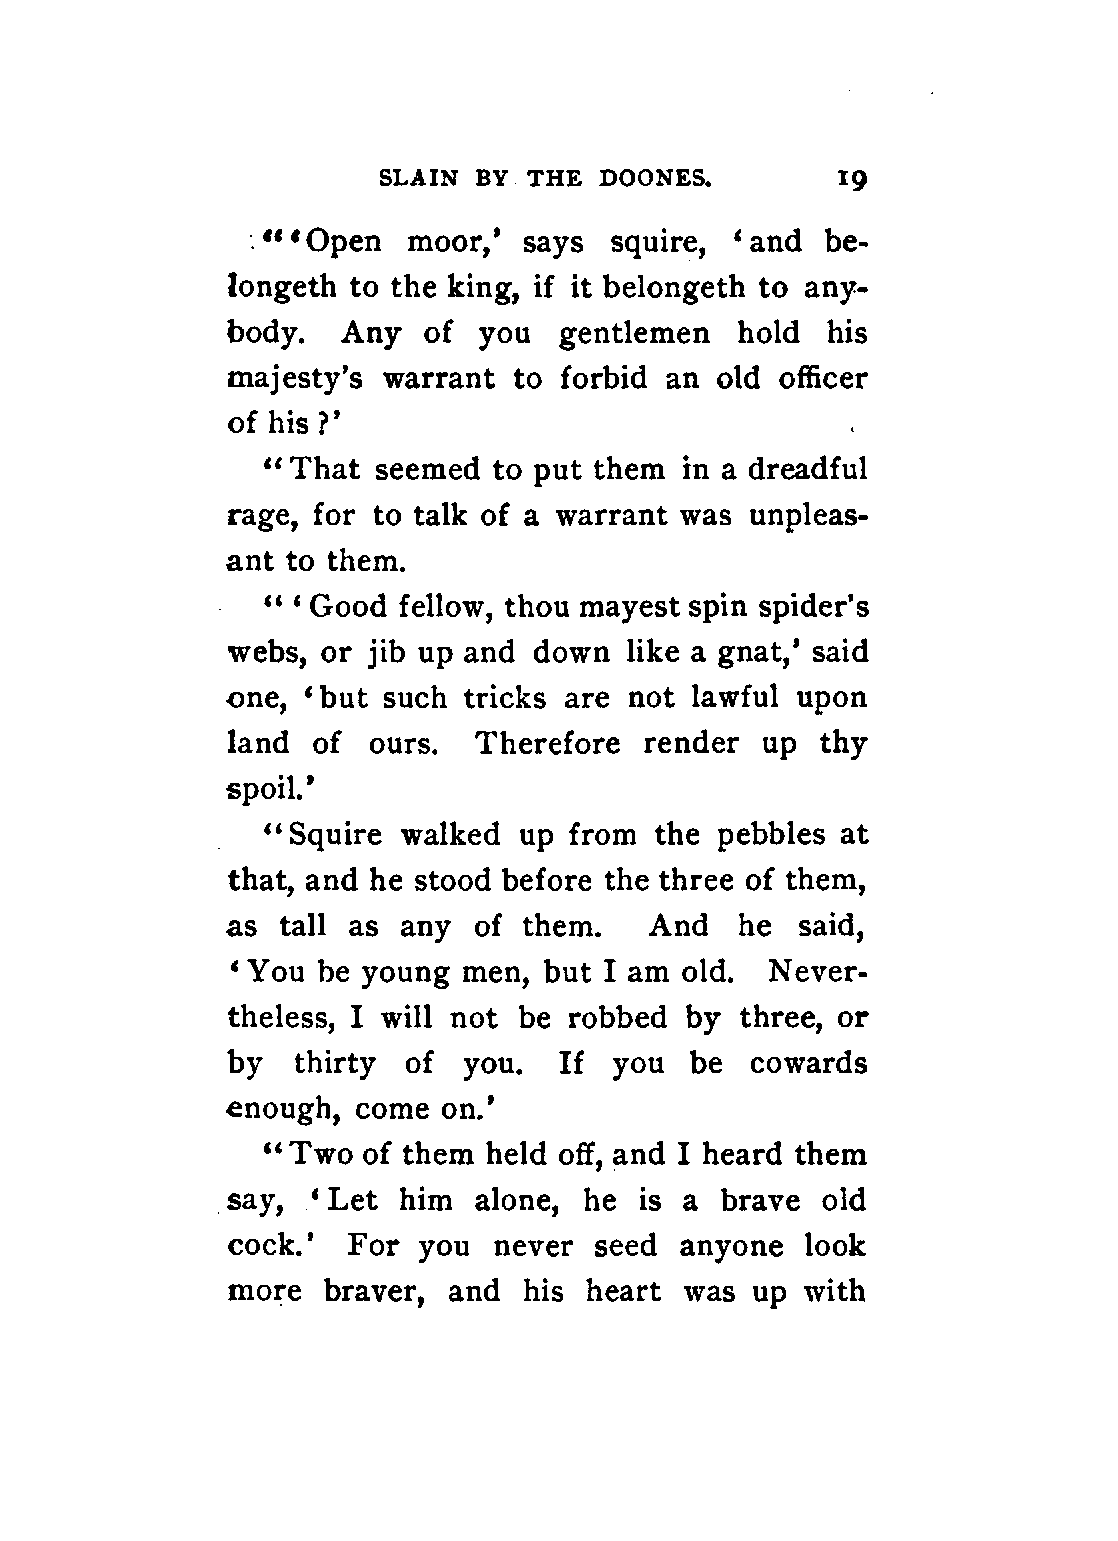 SLAIN BY THE DOONES. 19
"'Open moor,' says squire, 'and be-
longeth to the king, if it belongeth to any-
body. Any of you gentlemen hold his
majesty's warrant to forbid an old officer
of his?'
"That seemed to put them in a dreadful
rage, for to talk of a warrant was unpleas-
ant to them.
"'Good fellow, thou mayest spin spider's
webs, or jib up and down like a gnat,' said
one, 'but such tricks are not lawful upon
land of ours. Therefore render up thy
spoil.'
"Squire walked up from the pebbles at
that, and he stood before the three of them,
as tall as any of them. And he said,
'You be young men, but I am old. Never-
theless, I will not be robbed by three, or
by thirty of you. If you be cowards
enough, come on.'
"Two of them held off, and I heard them
say, 'Let him alone, he is a brave old
cock.' For you never seed anyone look
more braver, and his heart was up with